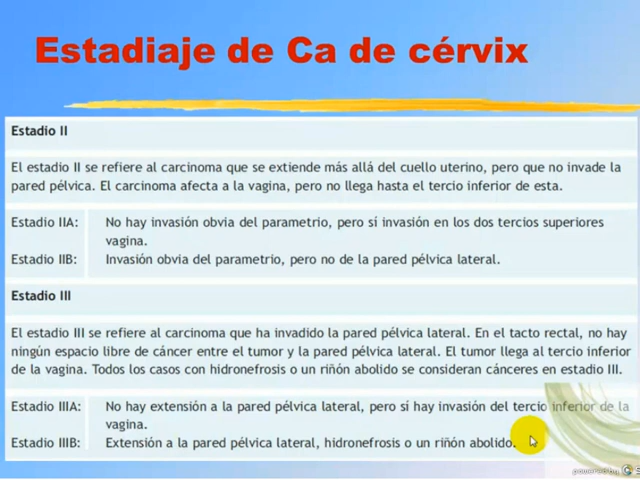 Estadiaje de Ca de cérvix
Estadio II
El estadio II se refiere al carcinoma que se extiende más allá del cuello uterino, pero que no invade la
pared pélvica. El carcinoma afecta a la vagina, pero no llega hasta el tercio inferior de esta.
Estadio IIA: No hay invasión obvia del parametrio, pero sí invasión en los dos tercios superiores
vagina.
Estadio IIB: Invasión obvia del parametrio, pero no de la pared pélvica lateral.
Estadio III
El estadio III se refiere al carcinoma que ha invadido la pared pélvica lateral. En el tacto rectal, no hay
ningún espacio libre de cáncer entre el tumor y la pared pélvica lateral. El tumor llega al tercio inferior
de la vagina. Todos los casos con hidronefrosis o un riñón abolido se consideran cánceres en estadio III.
Estadio IIIA: No hay extensión a la pared pélvica lateral, pero sí hay invasión del tercio inferior de la
vagina.
Estadio IIIB: Extensión a la pared pélvica lateral, hidronefrosis o un riñón abolido.
powered by